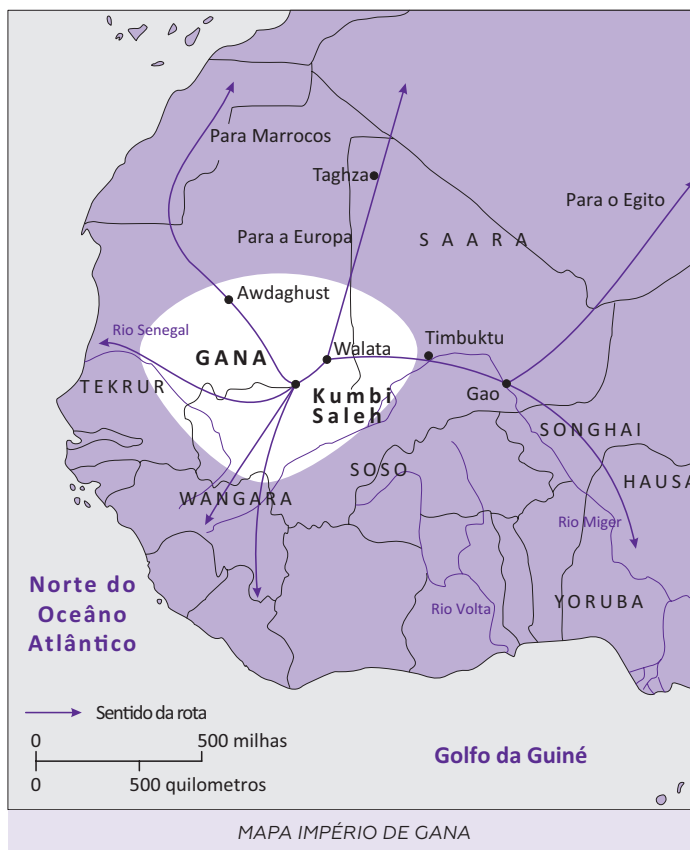 Para Marrocos
Taghza
Para o Egito
Para a Europa
S A A R A
Awdaghust
Rio Senegal
Timbuktu
Walata
GANA
TEKRUR
Kumbi
Saleh
Gao
SONGHAI
SOSO
HAUSA
WANGARA
Rio Miger
Norte do
Oceâno
Atlântico
YORUBA
Rio Volta
Sentido da rota
0 500 milhas
Golfo da Guiné
0 500 quilometros
MAPA IMPÉRIO DE GANA